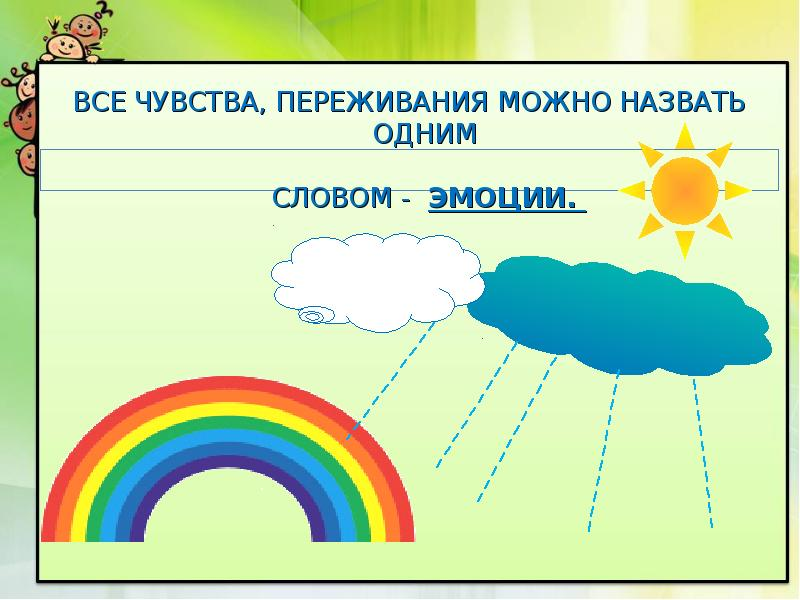 ВСЕ ЧУВСТВА, ПЕРЕЖИВАНИЯ МОЖНО НАЗВАТЬ
ОДНИМ
СЛОВОМ - ЭМОЦИИ.